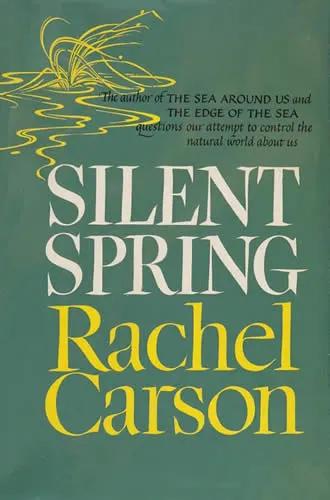 The author of THE SEA AROUND US and
THE EDGE OF THE SEA
questions our attempt to control the
natural world about us
SILENT
SPRING
Rachel
Carson